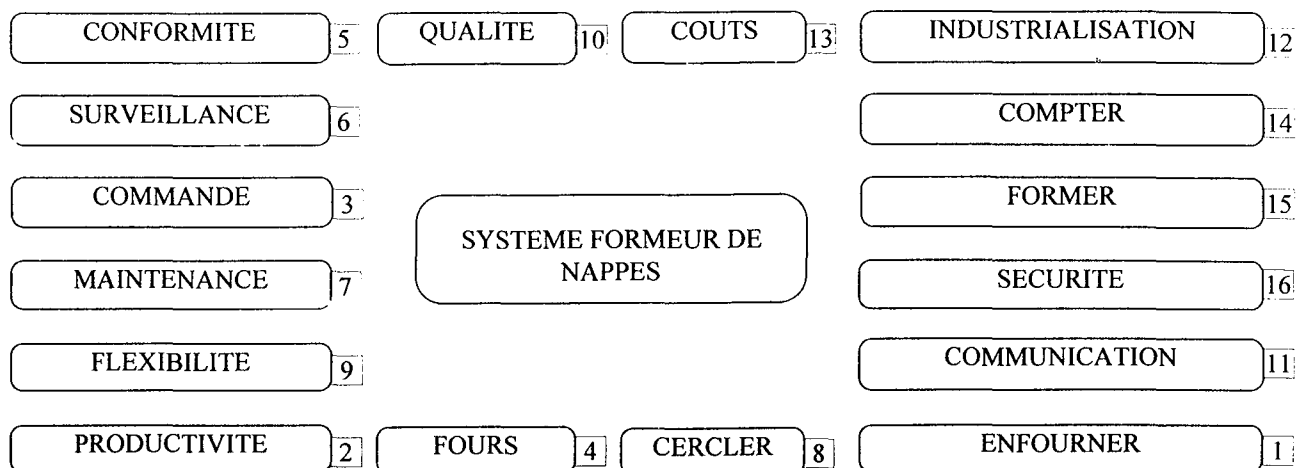 CONFORMITE 5 QUALITE 10 COUTS 13 INDUSTRIALISATION 12
SURVEILLANCE 6 COMPTER 14
COMMANDE 3 FORMER 15
SYSTEME FORMEUR DE
NAPPES
MAINTENANCE 7 SECURITE 16
FLEXIBILITE 9 COMMUNICATION 11
PRODUCTIVITE 2 FOURS 4 CERCLER 8 ENFOURNER 1